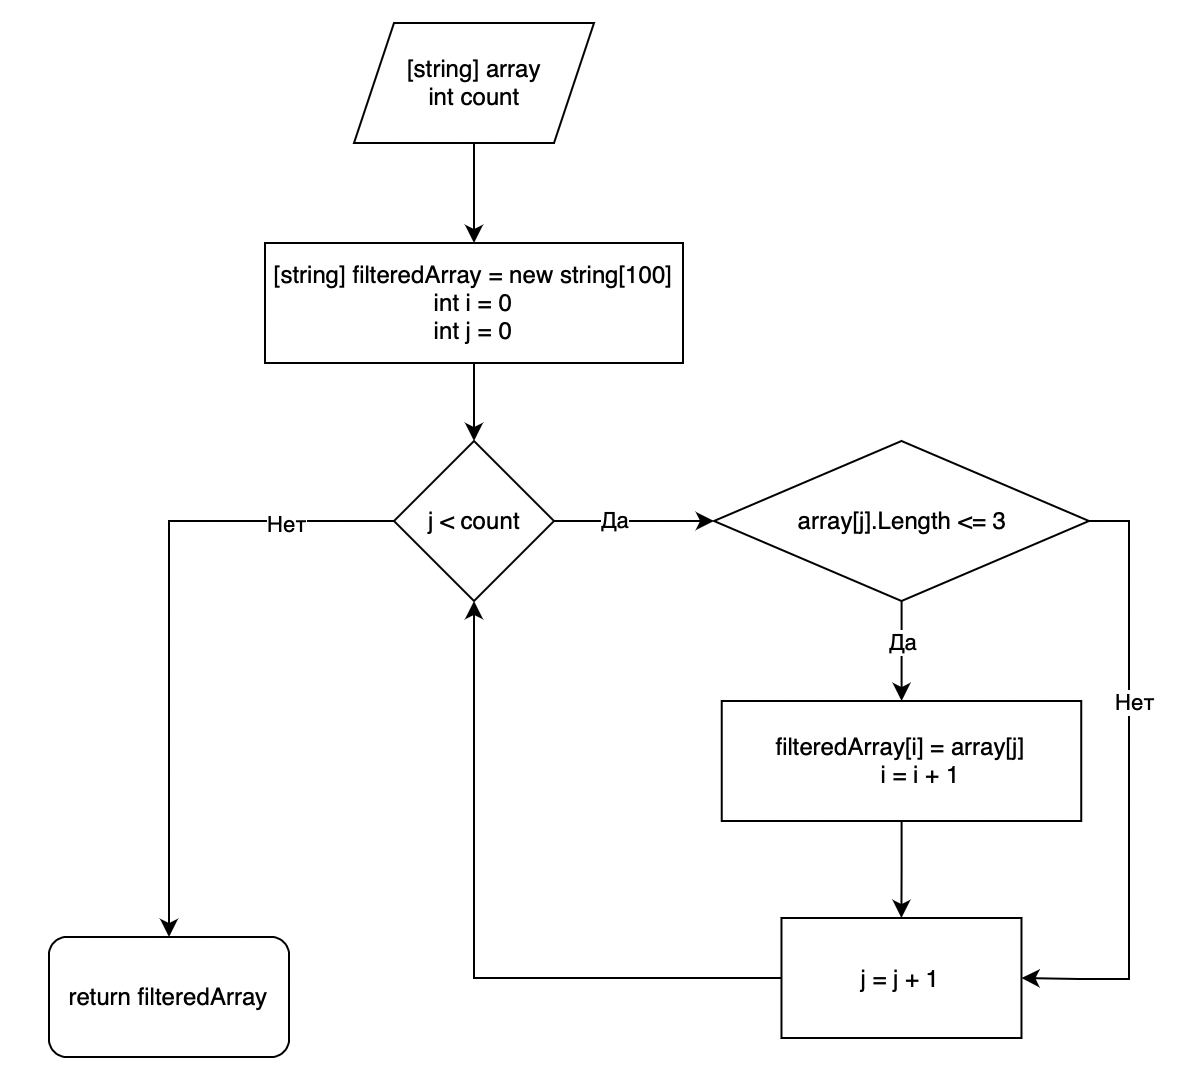 [string] array
int count
[string] filteredArray = new string[100]
int i = 0
int j = 0
j < count
Да
Нет
array[j].Length <= 3
Да
Нет
filteredArray[i] = array[j]
i = i + 1
j = j + 1
return filteredArray